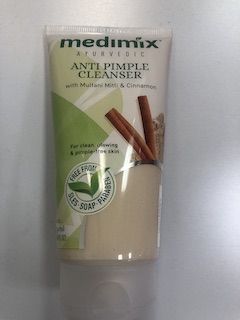 medimix
AYURVEDIC
ANTI PIMPLE
CLEANSER
with Multani Mitti & Cinnamon
For clean, glowing
& pimple-free skin
FREE FROM
SLES · SOAP · PARABEN